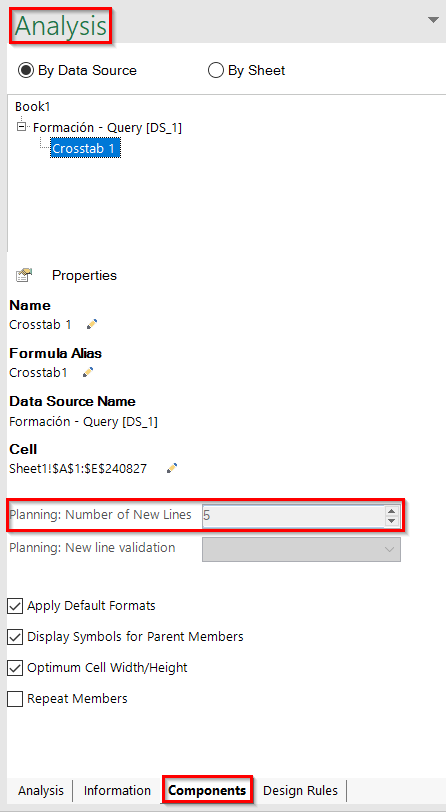 Analysis
By Data Source By Sheet
Book1
Formación - Query [DS_1]
Crosstab 1
Properties
Name
Crosstab 1
Formula Alias
Crosstab1
Data Source Name
Formación - Query [DS_1]
Cell
Sheet1!$A$1:$E$240827
Planning: Number of New Lines 5
Planning: New line validation
Apply Default Formats
Display Symbols for Parent Members
Optimum Cell Width/Height
Repeat Members
Analysis Information Components Design Rules